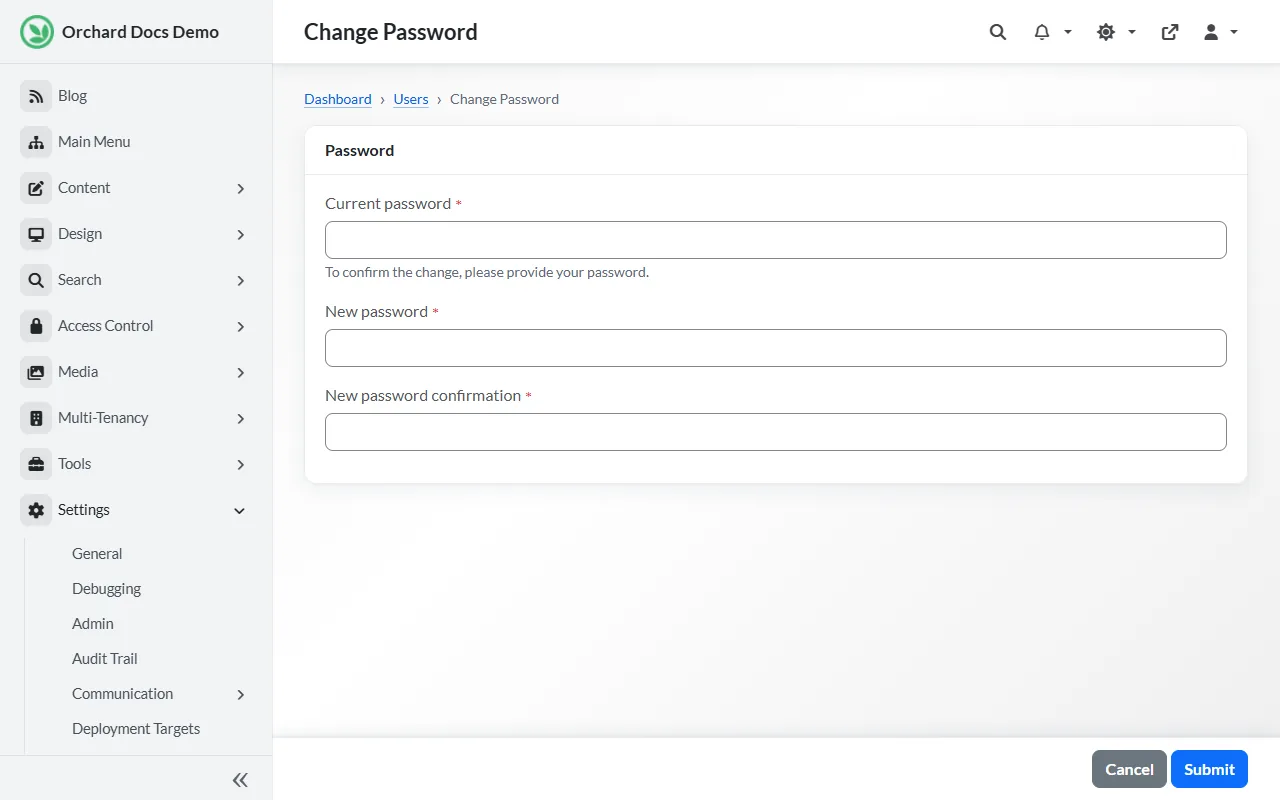 Orchard Docs Demo
Change Password
Blog
Main Menu
Content
Design
Search
Access Control
Media
Multi-Tenancy
Tools
Settings
General
Debugging
Admin
Audit Trail
Communication
Deployment Targets
Dashboard › Users › Change Password
Password
Current password *
To confirm the change, please provide your password.
New password *
New password confirmation *
Cancel Submit